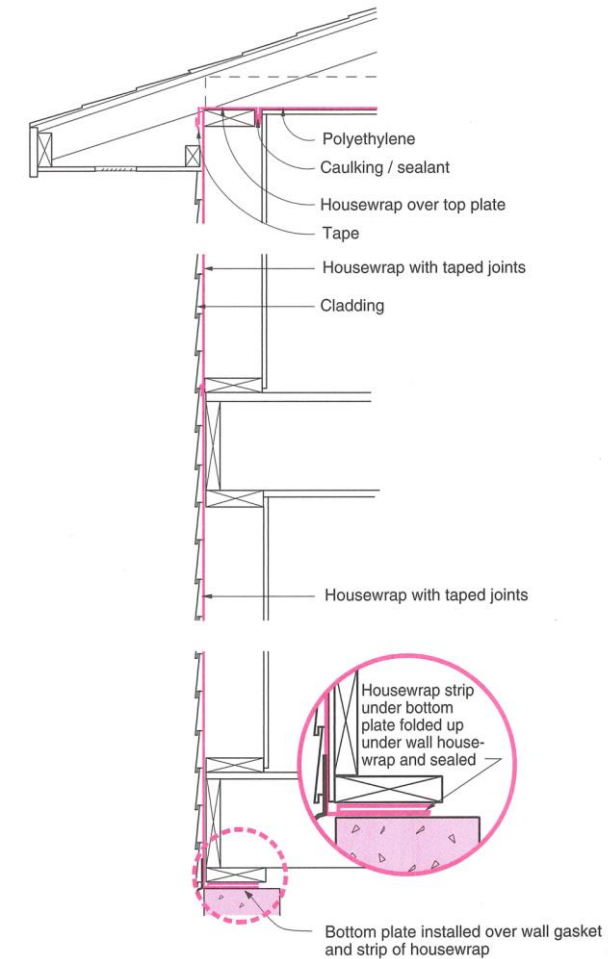 Polyethylene
Caulking / sealant
Housewrap over top plate
Tape
Housewrap with taped joints
Cladding
Housewrap with taped joints
Housewrap strip
under bottom
plate folded up
under wall house-
wrap and sealed
Bottom plate installed over wall gasket
and strip of housewrap